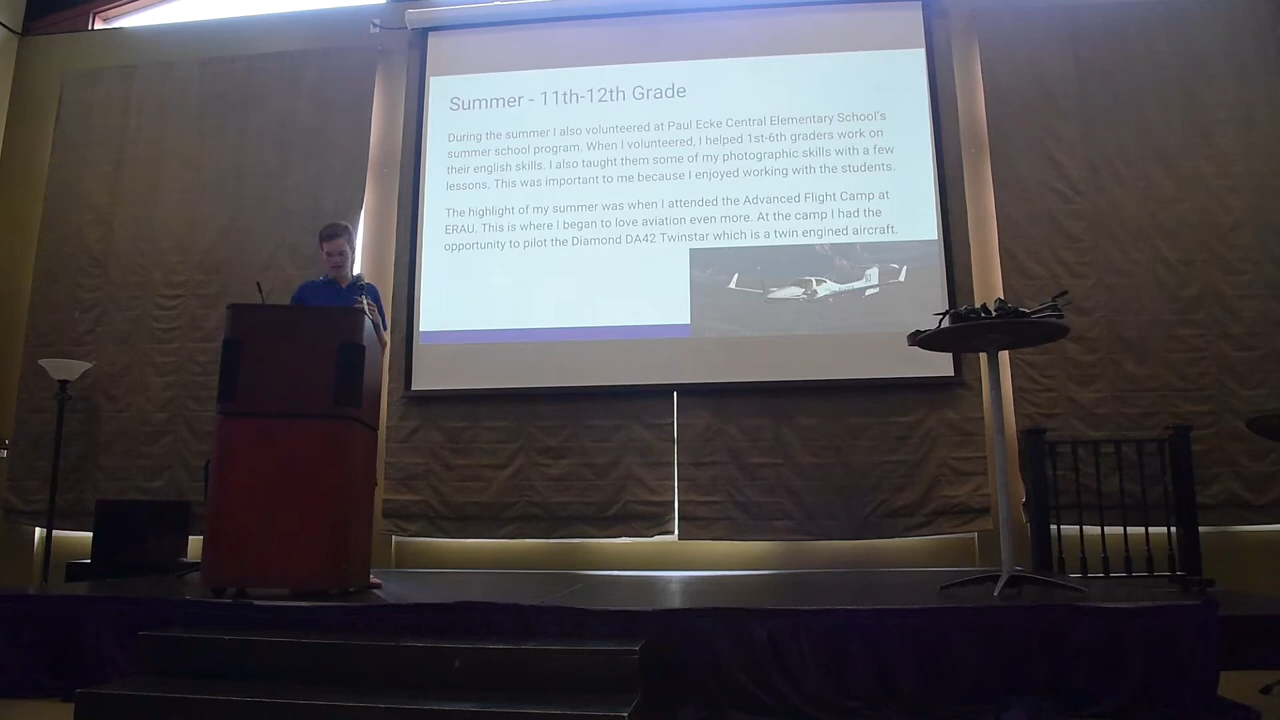 Summer - 11th-12th Grade
During the summer I also volunteered at Paul Ecke Central Elementary School's
summer school program. When I volunteered, I helped 1st-6th graders work on
their english skills. I also taught them some of my photographic skills with a few
lessons. This was important to me because I enjoyed working with the students.
The highlight of my summer was when I attended the Advanced Flight Camp at
ERAU. This is where I began to love aviation even more. At the camp I had the
opportunity to pilot the Diamond DA42 Twinstar which is a twin engined aircraft.